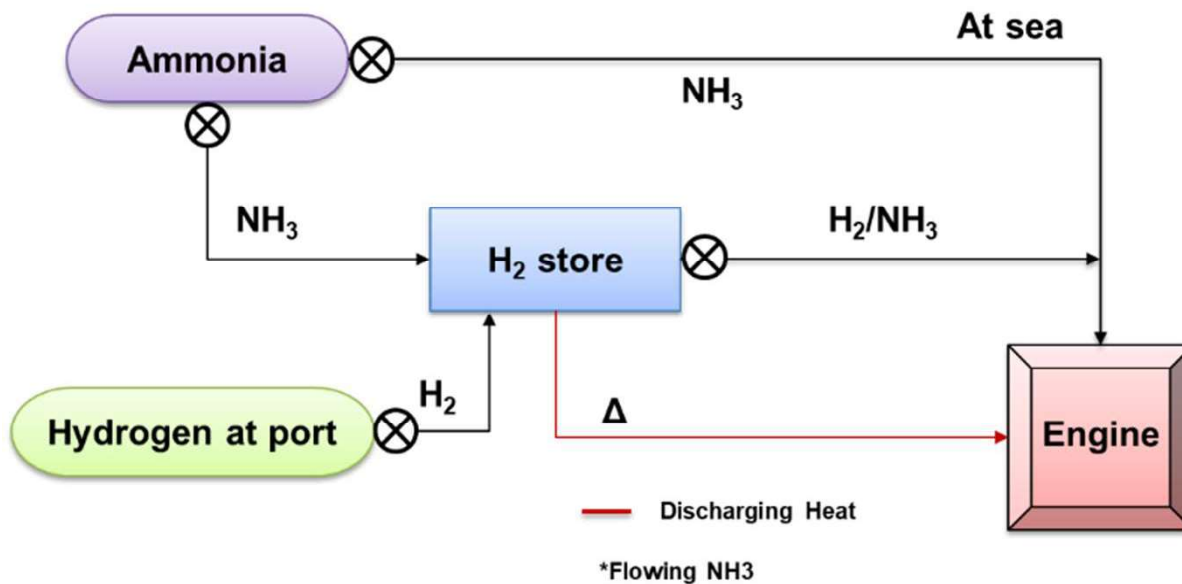 At sea
Ammonia
NH₃
NH₃
H₂/NH₃
H₂ store
H₂
Hydrogen at port
Δ
Engine
Discharging Heat
*Flowing NH3